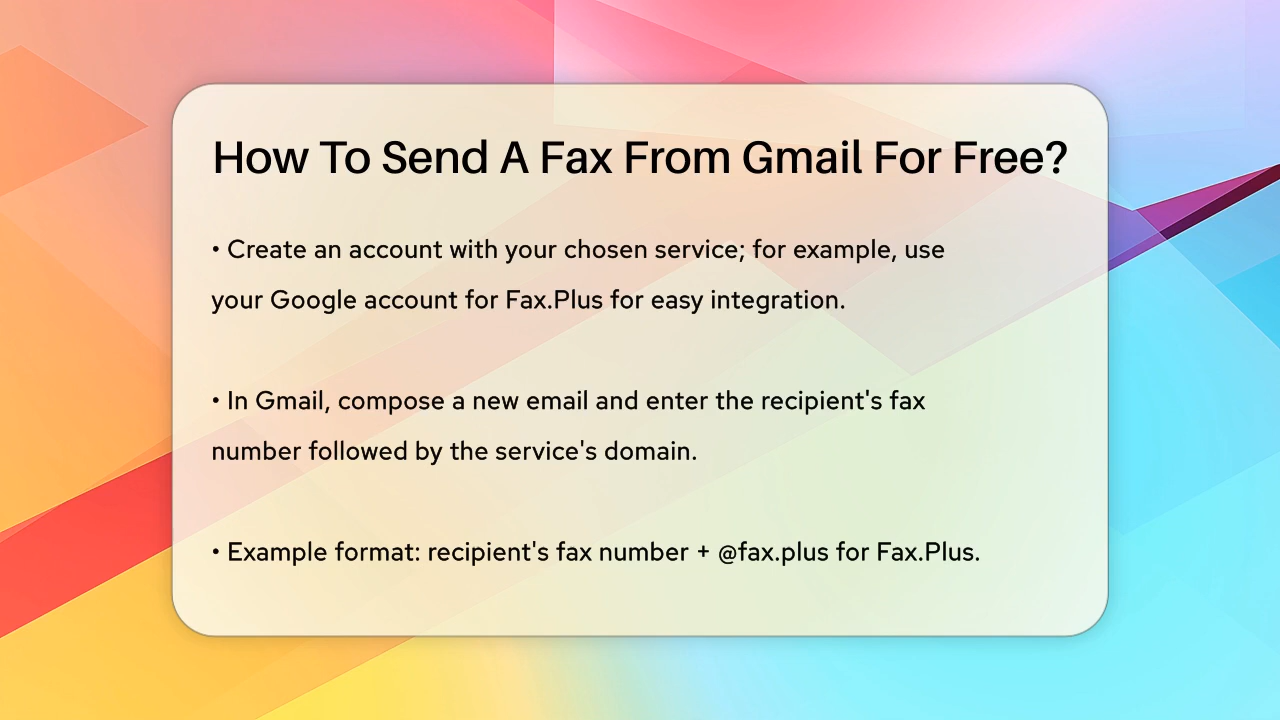 How To Send A Fax From Gmail For Free?
• Create an account with your chosen service; for example, use
your Google account for Fax.Plus for easy integration.
• In Gmail, compose a new email and enter the recipient's fax
number followed by the service's domain.
• Example format: recipient's fax number + @fax.plus for Fax.Plus.